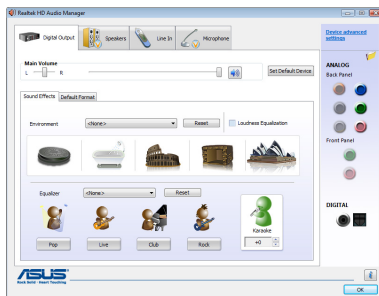 Realtek HD Audio Manager
Digital Output
Speakers
Line In
Microphone
Device advanced settings
Main Volume
L
R
Set Default Device
ANALOG
Back Panel
Sound Effects
Default Format
Environment
<None>
Reset
Loudness Equalization
Front Panel
Equalizer
<None>
Reset
DIGITAL
Karaoke
Pop
Live
Club
Rock
+0
ASUS
Rock Solid · Heart Touching
i
OK